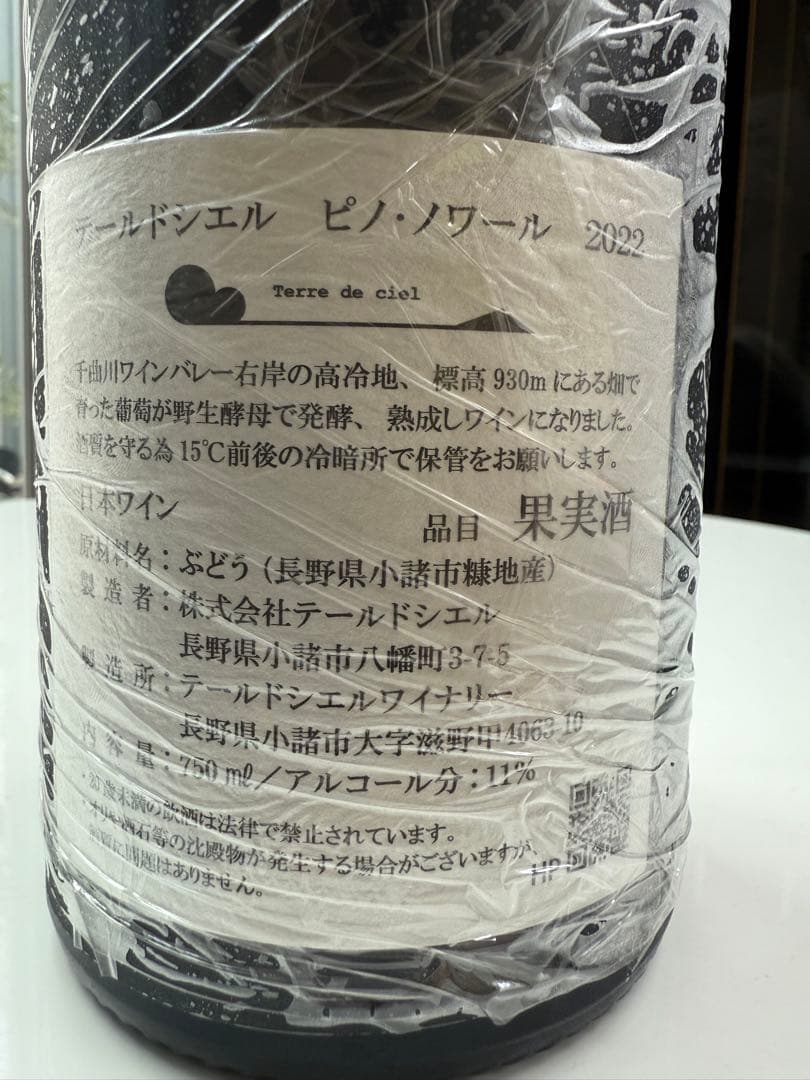 テールドシエル ピノ・ノワール 2022
Terre de ciel
千曲川ワインバレー右岸の高冷地、標高930mにある畑で
育った葡萄が野生酵母で発酵、熟成しワインになりました。
酒質を守る為15℃前後の冷暗所で保管をお願いします。
日本ワイン
品目 果実酒
原材料名：ぶどう（長野県小諸市糠地産）
製造者：株式会社テールドシエル
長野県小諸市八幡町3-7-5
製造所：テールドシエルワイナリー
長野県小諸市大字滋野甲4063-10
内容量：750㎖／アルコール分：11%
・20歳未満の飲酒は法律で禁止されています。
・オリや酒石等の沈殿物が発生する場合がございますが、
に問題はありません。
HP